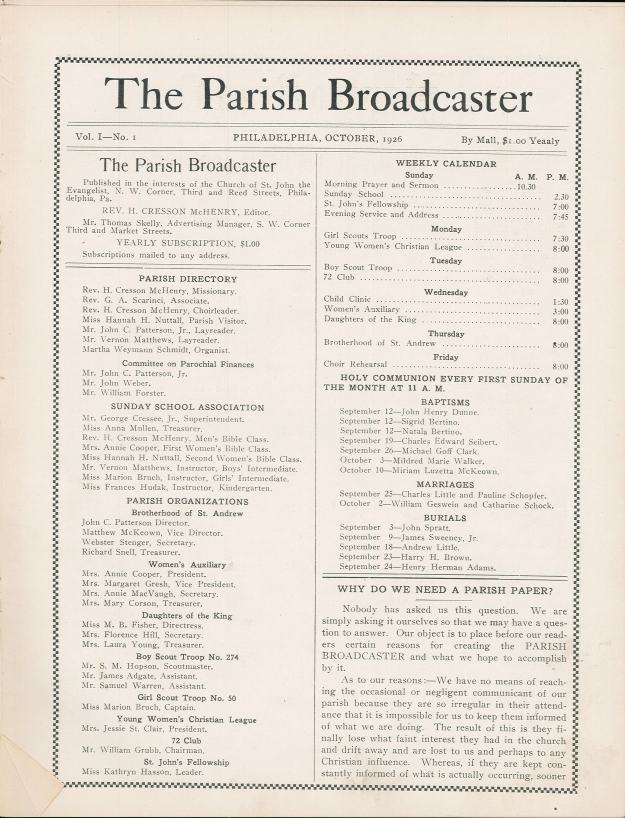 The Parish Broadcaster
Vol. I—No. 1 PHILADELPHIA, OCTOBER, 1926 By Mail, $1.00 Yeaaly
The Parish Broadcaster
Published in the interests of the Church of St. John the
Evangelist, N. W. Corner, Third and Reed Streets, Phila-
delphia, Pa.
REV. H. CRESSON McHENRY, Editor.
Mr. Thomas Skelly, Advertising Manager, S. W. Corner
Third and Market Streets.
YEARLY SUBSCRIPTION, $1.00
Subscriptions mailed to any address.
PARISH DIRECTORY
Rev. H. Cresson McHenry, Missionary.
Rev. G. A. Scarinci, Associate.
Rev. H. Cresson McHenry, Choirleader.
Miss Hannah H. Nuttall, Parish Visitor.
Mr. John C. Patterson, Jr., Layreader.
Mr. Vernon Matthews, Layreader.
Martha Weymann Schmidt, Organist.
Committee on Parochial Finances
Mr. John C. Patterson, Jr.
Mr. John Weber.
Mr. William Forster.
SUNDAY SCHOOL ASSOCIATION
Mr. George Cressee, Jr., Superintendent.
Miss Anna Mullen, Treasurer.
Rev. H. Cresson McHenry, Men's Bible Class.
Mrs. Annie Cooper, First Women's Bible Class.
Miss Hannah H. Nuttall, Second Women's Bible Class.
Mr. Vernon Matthews, Instructor, Boys' Intermediate.
Miss Marion Bruch, Instructor, Girls' Intermediate.
Miss Frances Hudak, Instructor, Kindergarten.
PARISH ORGANIZATIONS
Brotherhood of St. Andrew
John C. Patterson Director.
Matthew McKeown, Vice Director.
Webster Stenger, Secretary.
Richard Snell, Treasurer.
Women's Auxiliary
Mrs. Annie Cooper, President.
Mrs. Margaret Gresh, Vice President.
Mrs. Annie MacVaugh, Secretary.
Mrs. Mary Corson, Treasurer,
Daughters of the King
Miss M. B. Fisher, Directress.
Mrs. Florence Hill, Secretary.
Mrs. Laura Young, Treasurer.
Boy Scout Troop No. 274
Mr. S. M. Hopson, Scoutmaster.
Mr. James Adgate, Assistant.
Mr. Samuel Warren, Assistant.
Girl Scout Troop No. 50
Miss Marion Bruch, Captain.
Young Women's Christian League
Mrs. Jessie St. Clair, President.
72 Club
Mr. William Grubb, Chairman.
St. John's Fellowship
Miss Kathryn Hasson, Leader.
WEEKLY CALENDAR
Sunday A. M. P. M.
Morning Prayer and Sermon ..................10.30
Sunday School .............................. 2.30
St. John's Fellowship ...................... 7:00
Evening Service and Address ................ 7:45
Monday
Girl Scouts Troop .......................... 7:30
Young Women's Christian League ............. 8:00
Tuesday
Boy Scout Troop ............................ 8:00
72 Club .................................... 8:00
Wednesday
Child Clinic ............................... 1:30
Women's Auxiliary .......................... 3:00
Daughters of the King ...................... 8:00
Thursday
Brotherhood of St. Andrew .................. 8:00
Friday
Choir Rehearsal ............................ 8:00
HOLY COMMUNION EVERY FIRST SUNDAY OF
THE MONTH AT 11 A. M.
BAPTISMS
September 12—John Henry Dunne.
September 12—Sigrid Bertino.
September 12—Natala Bertino.
September 19—Charles Edward Seibert.
September 26—Michael Goff Clark.
October 3—Mildred Marie Walker.
October 10—Miriam Luzetta McKeown.
MARRIAGES
September 25—Charles Little and Pauline Schopfer.
October 2—William Geswein and Catharine Schock.
BURIALS
September 3—John Spratt.
September 9—James Sweeney, Jr.
September 18—Andrew Little.
September 23—Harry H. Brown.
September 24—Henry Herman Adams.
WHY DO WE NEED A PARISH PAPER?
Nobody has asked us this question. We are
simply asking it ourselves so that we may have a ques-
tion to answer. Our object is to place before our read-
ers certain reasons for creating the PARISH
BROADCASTER and what we hope to accomplish
by it.
As to our reasons:—We have no means of reach-
ing the occasional or negligent communicant of our
parish because they are so irregular in their attend-
ance that it is impossible for us to keep them informed
of what we are doing. The result of this is they fi-
nally lose what faint interest they had in the church
and drift away and are lost to us and perhaps to any
Christian influence. Whereas, if they are kept con-
stantly informed of what is actually occurring, sooner